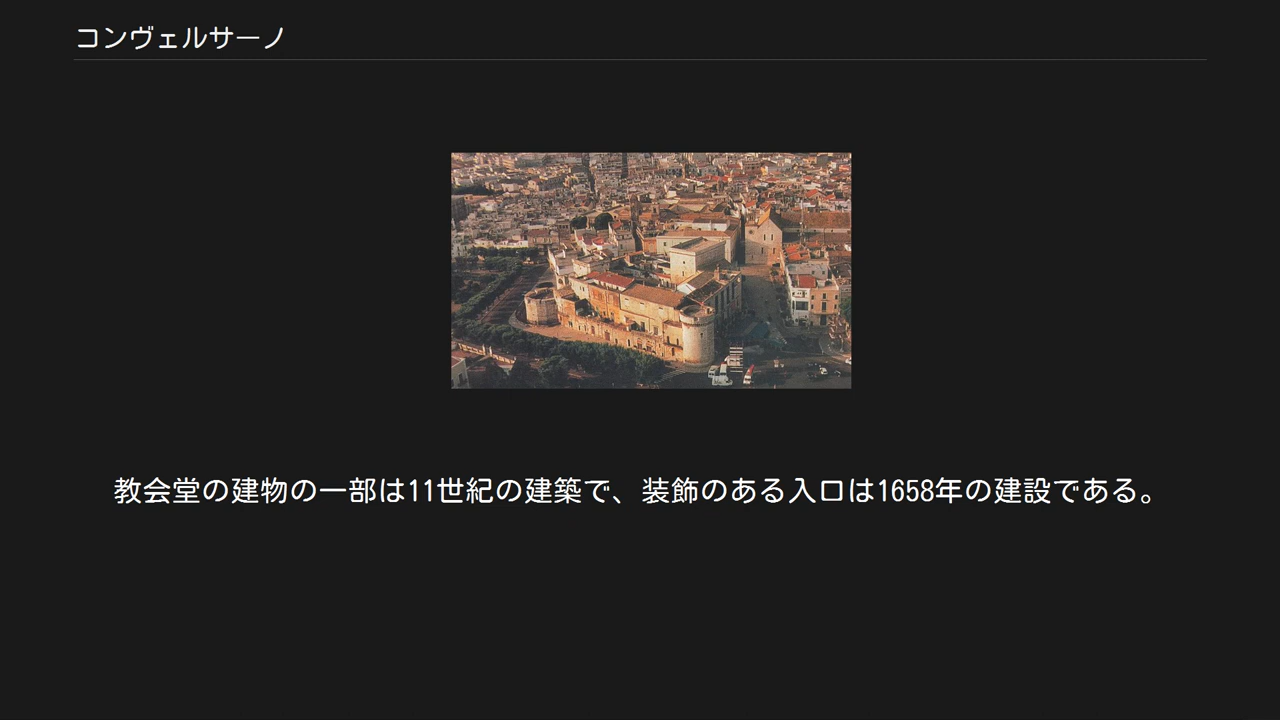 コンヴェルサーノ
教会堂の建物の一部は11世紀の建築で、装飾のある入口は1658年の建設である。